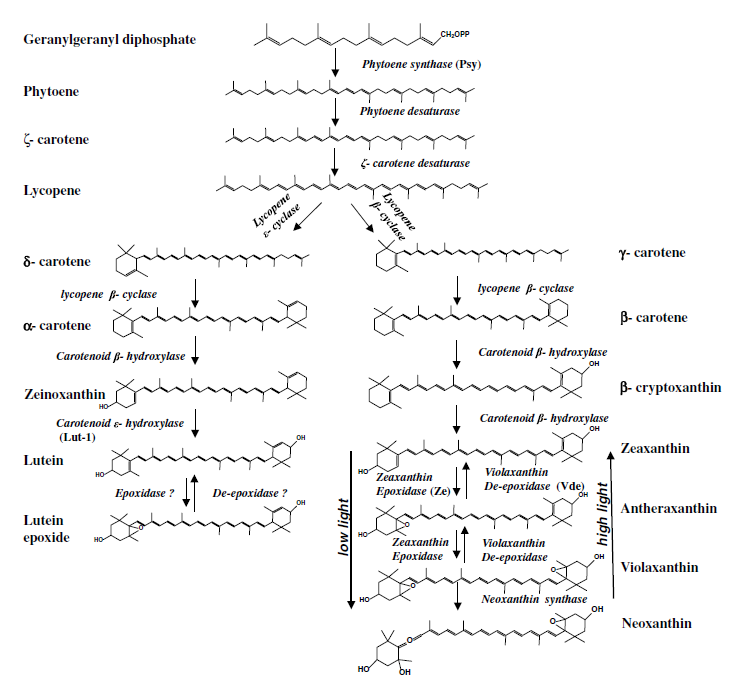 Geranylgeranyl diphosphate
CH₂OPP
Phytoene synthase (Psy)
Phytoene
Phytoene desaturase
ζ- carotene
ζ- carotene desaturase
Lycopene
Lycopene
ε- cyclase
Lycopene
β- cyclase
δ- carotene
γ- carotene
lycopene β- cyclase
lycopene β- cyclase
α- carotene
β- carotene
Carotenoid β- hydroxylase
Carotenoid β- hydroxylase
OH
Zeinoxanthin
HO
β- cryptoxanthin
Carotenoid ε- hydroxylase
(Lut-1)
Carotenoid β- hydroxylase
OH
OH
Lutein
HO
Zeaxanthin
HO
Zeaxanthin
Epoxidase (Ze)
Violaxanthin
De-epoxidase (Vde)
Epoxidase ?
De-epoxidase ?
OH
OH
Lutein
epoxide
O
HO
Antheraxanthin
O
HO
low light
high light
Zeaxanthin
Epoxidase
Violaxanthin
De-epoxidase
OH
O
Violaxanthin
O
HO
Neoxanthin synthase
OH
O
Neoxanthin
O
HO
OH